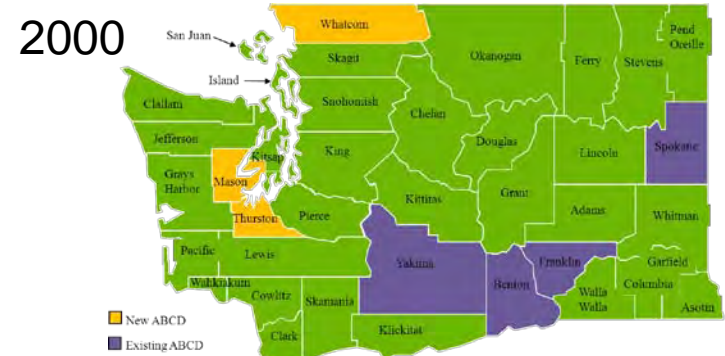 2000
San Juan
Whatcom
Pend
Oreille
Skagit
Okanogan
Ferry
Stevens
Island
Clallam
Snohomish
Chelan
Jefferson
Douglas
Lincoln
Spokane
Kitsap
King
Grays
Harbor
Mason
Kittitas
Grant
Adams
Whitman
Thurston
Pierce
Pacific
Lewis
Yakima
Franklin
Garfield
Benton
Columbia
Wahkiakum
Cowlitz
Skamania
Walla
Walla
Asotin
New ABCD
Clark
Klickitat
Existing ABCD